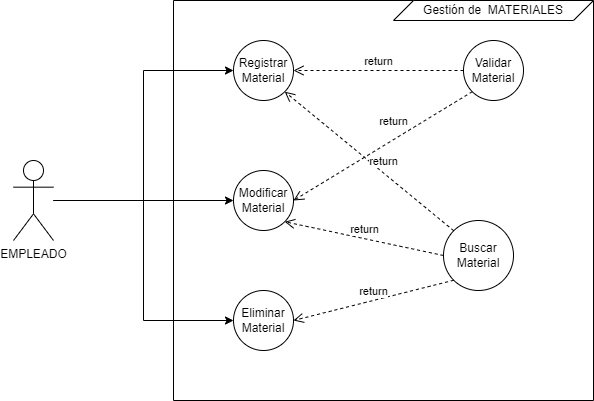 Gestión de  MATERIALES
Registrar
Material
return
Validar
Material
return
return
Modificar
Material
EMPLEADO
return
Buscar
Material
return
Eliminar
Material